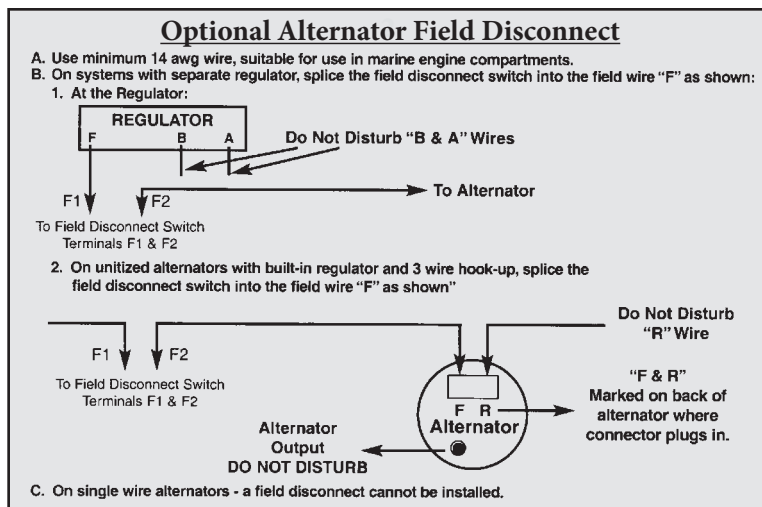 Optional Alternator Field Disconnect
A. Use minimum 14 awg wire, suitable for use in marine engine compartments.
B. On systems with separate regulator, splice the field disconnect switch into the field wire "F" as shown:
1. At the Regulator:
REGULATOR
F B A
Do Not Disturb "B & A" Wires
F1 F2
To Alternator
To Field Disconnect Switch
Terminals F1 & F2
2. On unitized alternators with built-in regulator and 3 wire hook-up, splice the
field disconnect switch into the field wire "F" as shown"
Do Not Disturb
"R" Wire
F1 F2
To Field Disconnect Switch
Terminals F1 & F2
F R
Alternator
"F & R"
Marked on back of
alternator where
connector plugs in.
Alternator
Output
DO NOT DISTURB
C. On single wire alternators - a field disconnect cannot be installed.